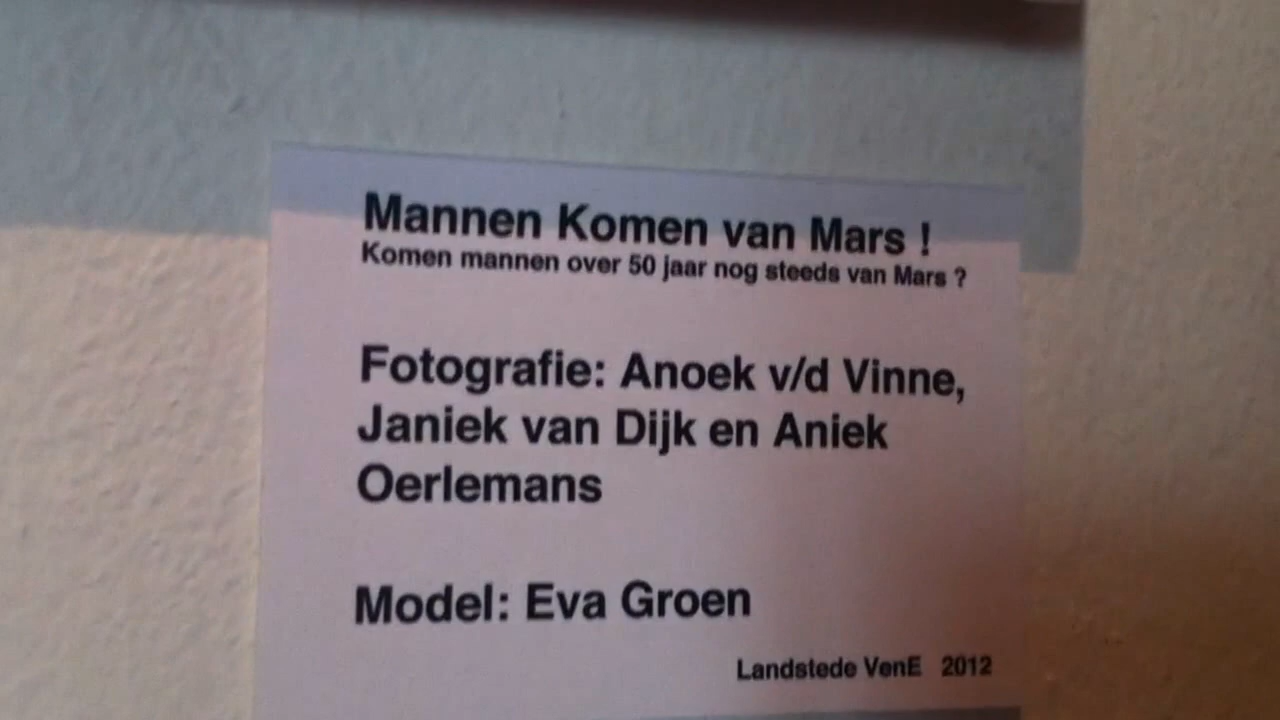 Mannen Komen van Mars !
Komen mannen over 50 jaar nog steeds van Mars ?
Fotografie: Anoek v/d Vinne,
Janiek van Dijk en Aniek
Oerlemans
Model: Eva Groen
Landstede VenE 2012